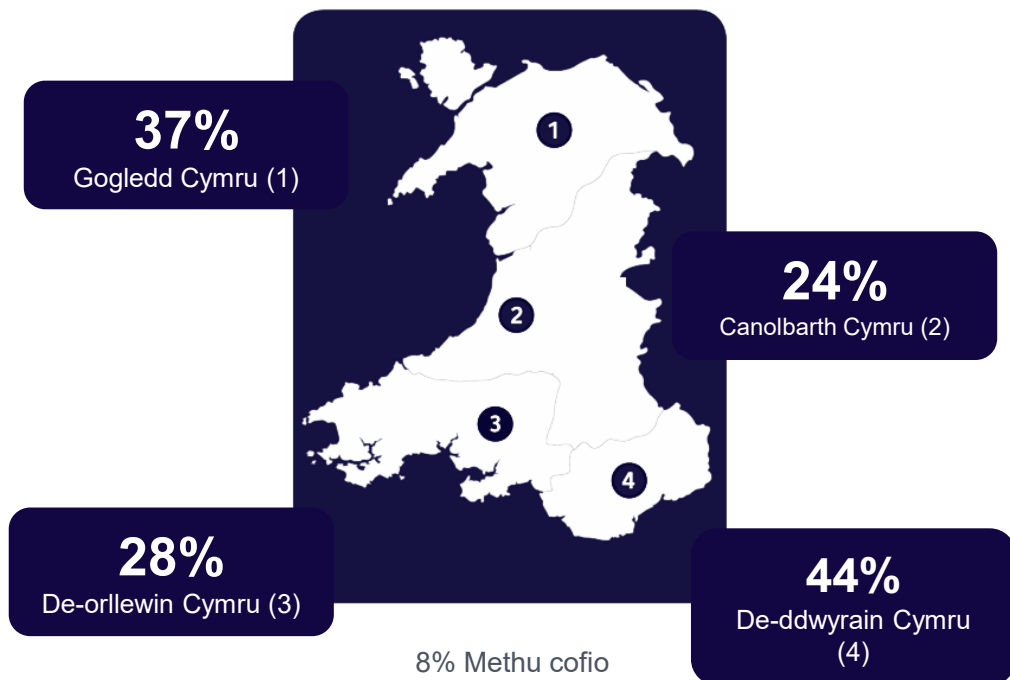 37%
Gogledd Cymru (1)
1
24%
Canolbarth Cymru (2)
2
3
4
28%
De-orllewin Cymru (3)
44%
De-ddwyrain Cymru
(4)
8% Methu cofio